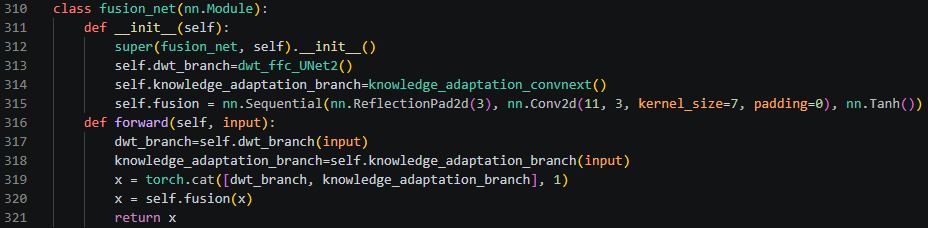 310 class fusion_net(nn.Module):
311     def __init__(self):
312         super(fusion_net, self).__init__()
313         self.dwt_branch=dwt_ffc_UNet2()
314         self.knowledge_adaptation_branch=knowledge_adaptation_convnext()
315         self.fusion = nn.Sequential(nn.ReflectionPad2d(3), nn.Conv2d(11, 3, kernel_size=7, padding=0), nn.Tanh())
316     def forward(self, input):
317         dwt_branch=self.dwt_branch(input)
318         knowledge_adaptation_branch=self.knowledge_adaptation_branch(input)
319         x = torch.cat([dwt_branch, knowledge_adaptation_branch], 1)
320         x = self.fusion(x)
321         return x